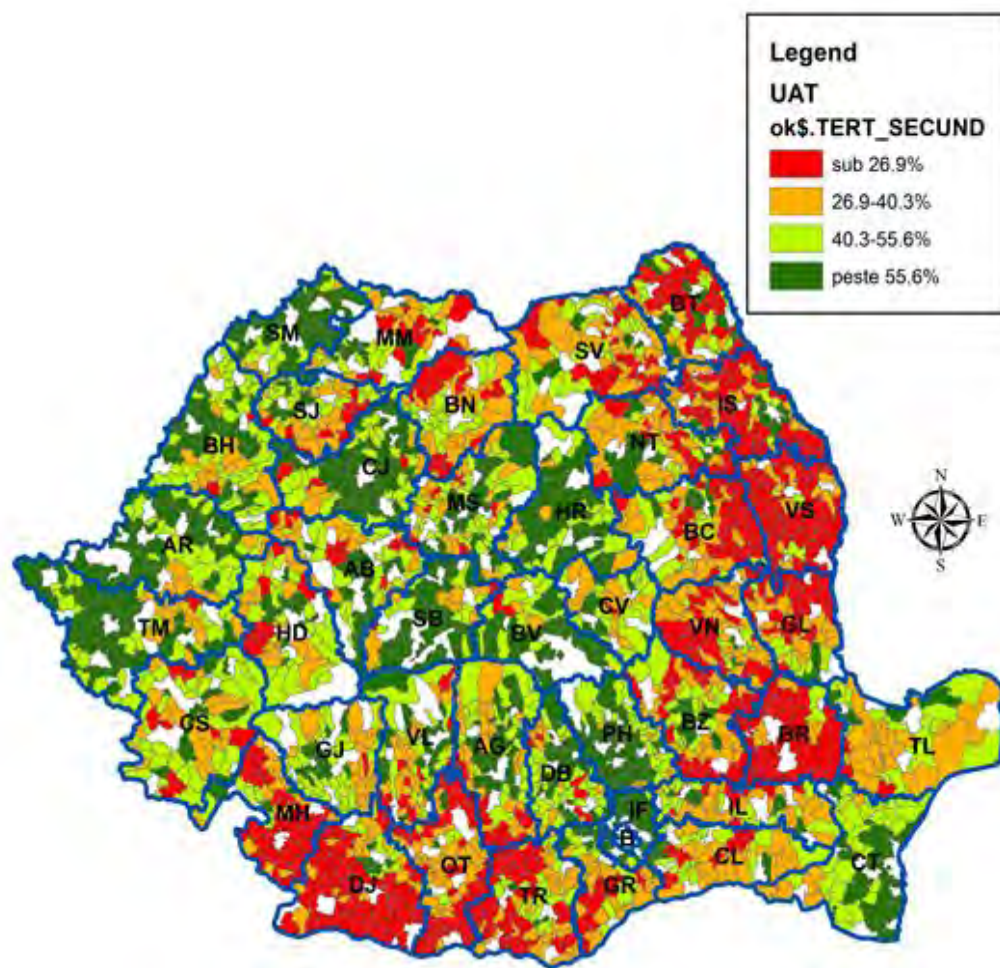 Legend
UAT
ok$.TERT_SECUND
sub 26.9%
26.9-40.3%
40.3-55.6%
peste 55.6%
N
W E
S
SM
MM
BT
SV
SJ
BN
IS
BH
CJ
NT
MS
HR
BC
VS
AR
AB
TM
HD
SB
BV
CV
VN
GL
CS
GJ
VL
AG
PH
BZ
BR
TL
DB
MH
IF
IL
B
DJ
OT
TR
GR
CL
CT